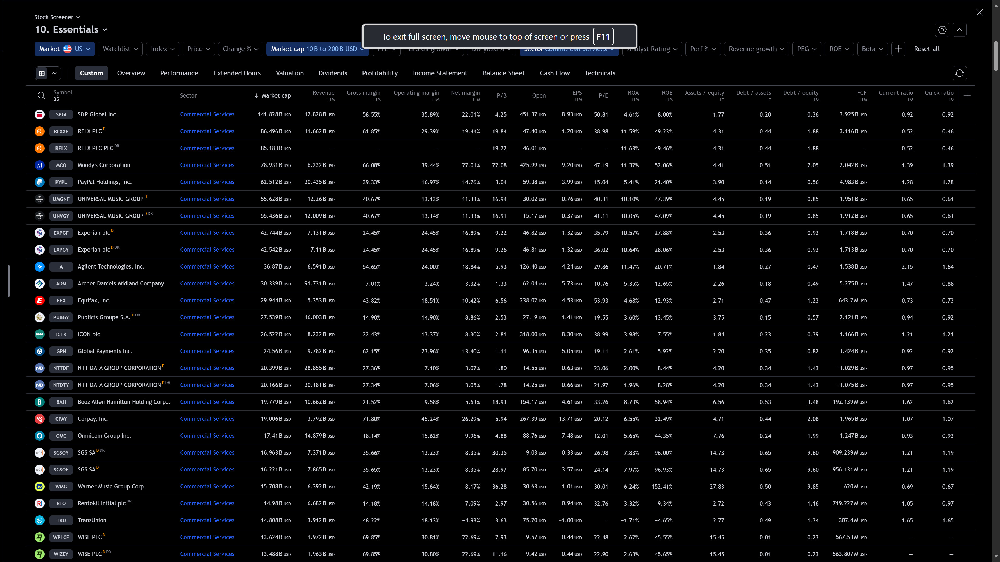 Stock Screener
10. Essentials
To exit full screen, move mouse to top of screen or press F11
Market US Watchlist Index Price Change % Market cap 10 B to 200 B USD P/E EPS dil growth Div yield % Sector Commercial Services Analyst Rating Perf % Revenue growth PEG ROE Beta Reset all
Custom Overview Performance Extended Hours Valuation Dividends Profitability Income Statement Balance Sheet Cash Flow Technicals
Symbol 35 Sector Market cap Revenue TTM Gross margin TTM Operating margin TTM Net margin TTM P/B Open EPS TTM P/E ROA TTM ROE TTM Assets / equity FY Debt / assets FY Debt / equity FQ FCF TTM Current ratio FQ Quick ratio FQ
SPGI S&P Global Inc. Commercial Services 141.828 B USD 12.828 B USD 58.55% 35.89% 22.01% 4.25 451.37 USD 8.93 USD 50.81 4.61% 8.00% 1.77 0.20 0.36 3.925 B USD 0.92 0.92
RLXXF RELX PLC D Commercial Services 86.496 B USD 11.662 B USD 61.85% 29.39% 19.44% 19.84 47.40 USD 1.20 USD 38.98 11.59% 49.23% 4.31 0.44 1.88 3.116 B USD 0.52 0.46
RELX RELX PLC PLC DR Commercial Services 85.183 B USD — — — — 19.72 46.01 USD — — 11.63% 49.46% 4.31 0.44 1.88 — 0.52 0.46
M MCO Moody's Corporation Commercial Services 78.931 B USD 6.232 B USD 66.08% 39.44% 27.01% 22.08 425.99 USD 9.20 USD 47.19 11.32% 52.06% 4.41 0.51 2.05 2.042 B USD 1.39 1.39
PYPL PayPal Holdings, Inc. Commercial Services 62.512 B USD 30.435 B USD 39.33% 16.97% 14.26% 3.04 59.38 USD 3.99 USD 15.04 5.41% 21.40% 3.90 0.14 0.56 4.983 B USD 1.28 1.28
UMGNF UNIVERSAL MUSIC GROUP D Commercial Services 55.628 B USD 12.26 B USD 40.67% 13.13% 11.33% 16.94 30.02 USD 0.76 USD 40.31 10.10% 47.39% 4.45 0.19 0.85 1.951 B USD 0.65 0.61
UNVGY UNIVERSAL MUSIC GROUP D DR Commercial Services 55.436 B USD 12.009 B USD 40.67% 13.14% 11.33% 16.91 15.17 USD 0.37 USD 41.11 10.05% 47.09% 4.45 0.19 0.85 1.912 B USD 0.65 0.61
EXPGF Experian plc D Commercial Services 42.744 B USD 7.131 B USD 24.45% 24.45% 16.89% 9.22 46.82 USD 1.32 USD 35.79 10.57% 27.88% 2.53 0.36 0.92 1.718 B USD 0.70 0.70
EXPGY Experian plc D DR Commercial Services 42.542 B USD 7.11 B USD 24.45% 24.45% 16.89% 9.26 46.81 USD 1.32 USD 36.02 10.64% 28.06% 2.53 0.36 0.92 1.713 B USD 0.70 0.70
A Agilent Technologies, Inc. Commercial Services 36.87 B USD 6.591 B USD 54.65% 24.00% 18.84% 5.93 126.40 USD 4.24 USD 29.86 11.47% 20.71% 1.84 0.27 0.47 1.538 B USD 2.15 1.64
ADM Archer-Daniels-Midland Company Commercial Services 30.339 B USD 91.731 B USD 7.01% 3.24% 3.32% 1.33 62.04 USD 5.73 USD 10.76 5.35% 12.65% 2.26 0.18 0.49 5.275 B USD 1.47 0.88
E EFX Equifax, Inc. Commercial Services 29.944 B USD 5.353 B USD 43.82% 18.51% 10.42% 6.56 238.02 USD 4.53 USD 53.93 4.68% 12.93% 2.71 0.47 1.23 643.7 M USD 0.73 0.73
PUBGY Publicis Groupe S.A. D DR Commercial Services 27.539 B USD 16.003 B USD 14.90% 14.90% 8.86% 2.53 27.19 USD 1.41 USD 19.55 3.60% 13.45% 3.75 0.15 0.57 2.121 B USD 0.94 0.92
ICLR ICON plc Commercial Services 26.522 B USD 8.232 B USD 22.43% 13.37% 8.30% 2.81 318.00 USD 8.30 USD 38.99 3.98% 7.55% 1.84 0.23 0.39 1.166 B USD 1.21 1.21
GPN Global Payments Inc. Commercial Services 24.56 B USD 9.782 B USD 62.15% 23.96% 13.40% 1.11 96.35 USD 5.05 USD 19.11 2.61% 5.92% 2.20 0.35 0.82 1.424 B USD 0.92 0.92
ND NTTDF NTT DATA GROUP CORPORATION D Commercial Services 20.399 B USD 28.855 B USD 27.36% 7.10% 3.07% 1.80 14.55 USD 0.63 USD 23.06 2.00% 8.44% 4.20 0.34 1.43 −1.029 B USD 0.97 0.95
ND NTDTY NTT DATA GROUP CORPORATION D DR Commercial Services 20.166 B USD 30.181 B USD 27.34% 7.06% 3.05% 1.78 14.25 USD 0.66 USD 21.92 1.96% 8.28% 4.20 0.34 1.43 −1.075 B USD 0.97 0.95
B BAH Booz Allen Hamilton Holding Corp... Commercial Services 19.779 B USD 10.662 B USD 21.52% 9.58% 5.63% 18.93 154.17 USD 4.61 USD 33.26 8.73% 58.94% 6.56 0.53 3.48 192.139 M USD 1.62 1.62
CPAY Corpay, Inc. Commercial Services 19.006 B USD 3.792 B USD 71.80% 45.24% 26.29% 5.94 267.39 USD 13.71 USD 20.12 6.55% 32.49% 4.71 0.44 2.08 1.965 B USD 1.07 1.07
O OMC Omnicom Group Inc. Commercial Services 17.41 B USD 14.879 B USD 18.14% 15.62% 9.96% 4.88 88.76 USD 7.48 USD 12.01 5.65% 44.35% 7.76 0.24 1.99 1.247 B USD 0.93 0.93
SGS SGSOY SGS SA D DR Commercial Services 16.963 B USD 7.371 B USD 35.66% 13.23% 8.35% 30.35 9.03 USD 0.33 USD 26.98 7.83% 96.00% 14.73 0.65 9.60 909.239 M USD 1.21 1.19
SGS SGSOF SGS SA D Commercial Services 16.221 B USD 7.865 B USD 35.65% 13.23% 8.35% 28.97 85.70 USD 3.57 USD 24.14 7.97% 96.93% 14.73 0.65 9.60 956.131 M USD 1.21 1.19
WMG Warner Music Group Corp. Commercial Services 15.708 B USD 6.392 B USD 42.19% 15.64% 8.17% 36.28 30.63 USD 1.01 USD 30.01 6.24% 152.41% 27.83 0.50 9.85 620 M USD 0.69 0.67
RI RTO Rentokil Initial plc DR Commercial Services 14.98 B USD 6.682 B USD 14.18% 14.18% 7.09% 2.97 30.56 USD 0.94 USD 32.76 3.32% 9.34% 2.72 0.43 1.16 719.227 M USD 1.05 0.97
tu TRU TransUnion Commercial Services 14.808 B USD 3.912 B USD 48.22% 18.13% −4.93% 3.63 75.70 USD −1.00 USD — −1.71% −4.65% 2.77 0.49 1.34 307.4 M USD 1.65 1.65
WPLCF WISE PLC D Commercial Services 13.624 B USD 1.972 B USD 69.85% 30.81% 22.69% 7.93 9.57 USD 0.44 USD 22.48 2.62% 45.55% 15.45 0.01 0.23 567.53 M USD — —
WIZEY WISE PLC D DR Commercial Services 13.488 B USD 1.963 B USD 69.85% 30.80% 22.69% 11.16 9.42 USD 0.44 USD 22.90 2.63% 45.65% 15.45 0.01 0.23 563.807 M USD — —